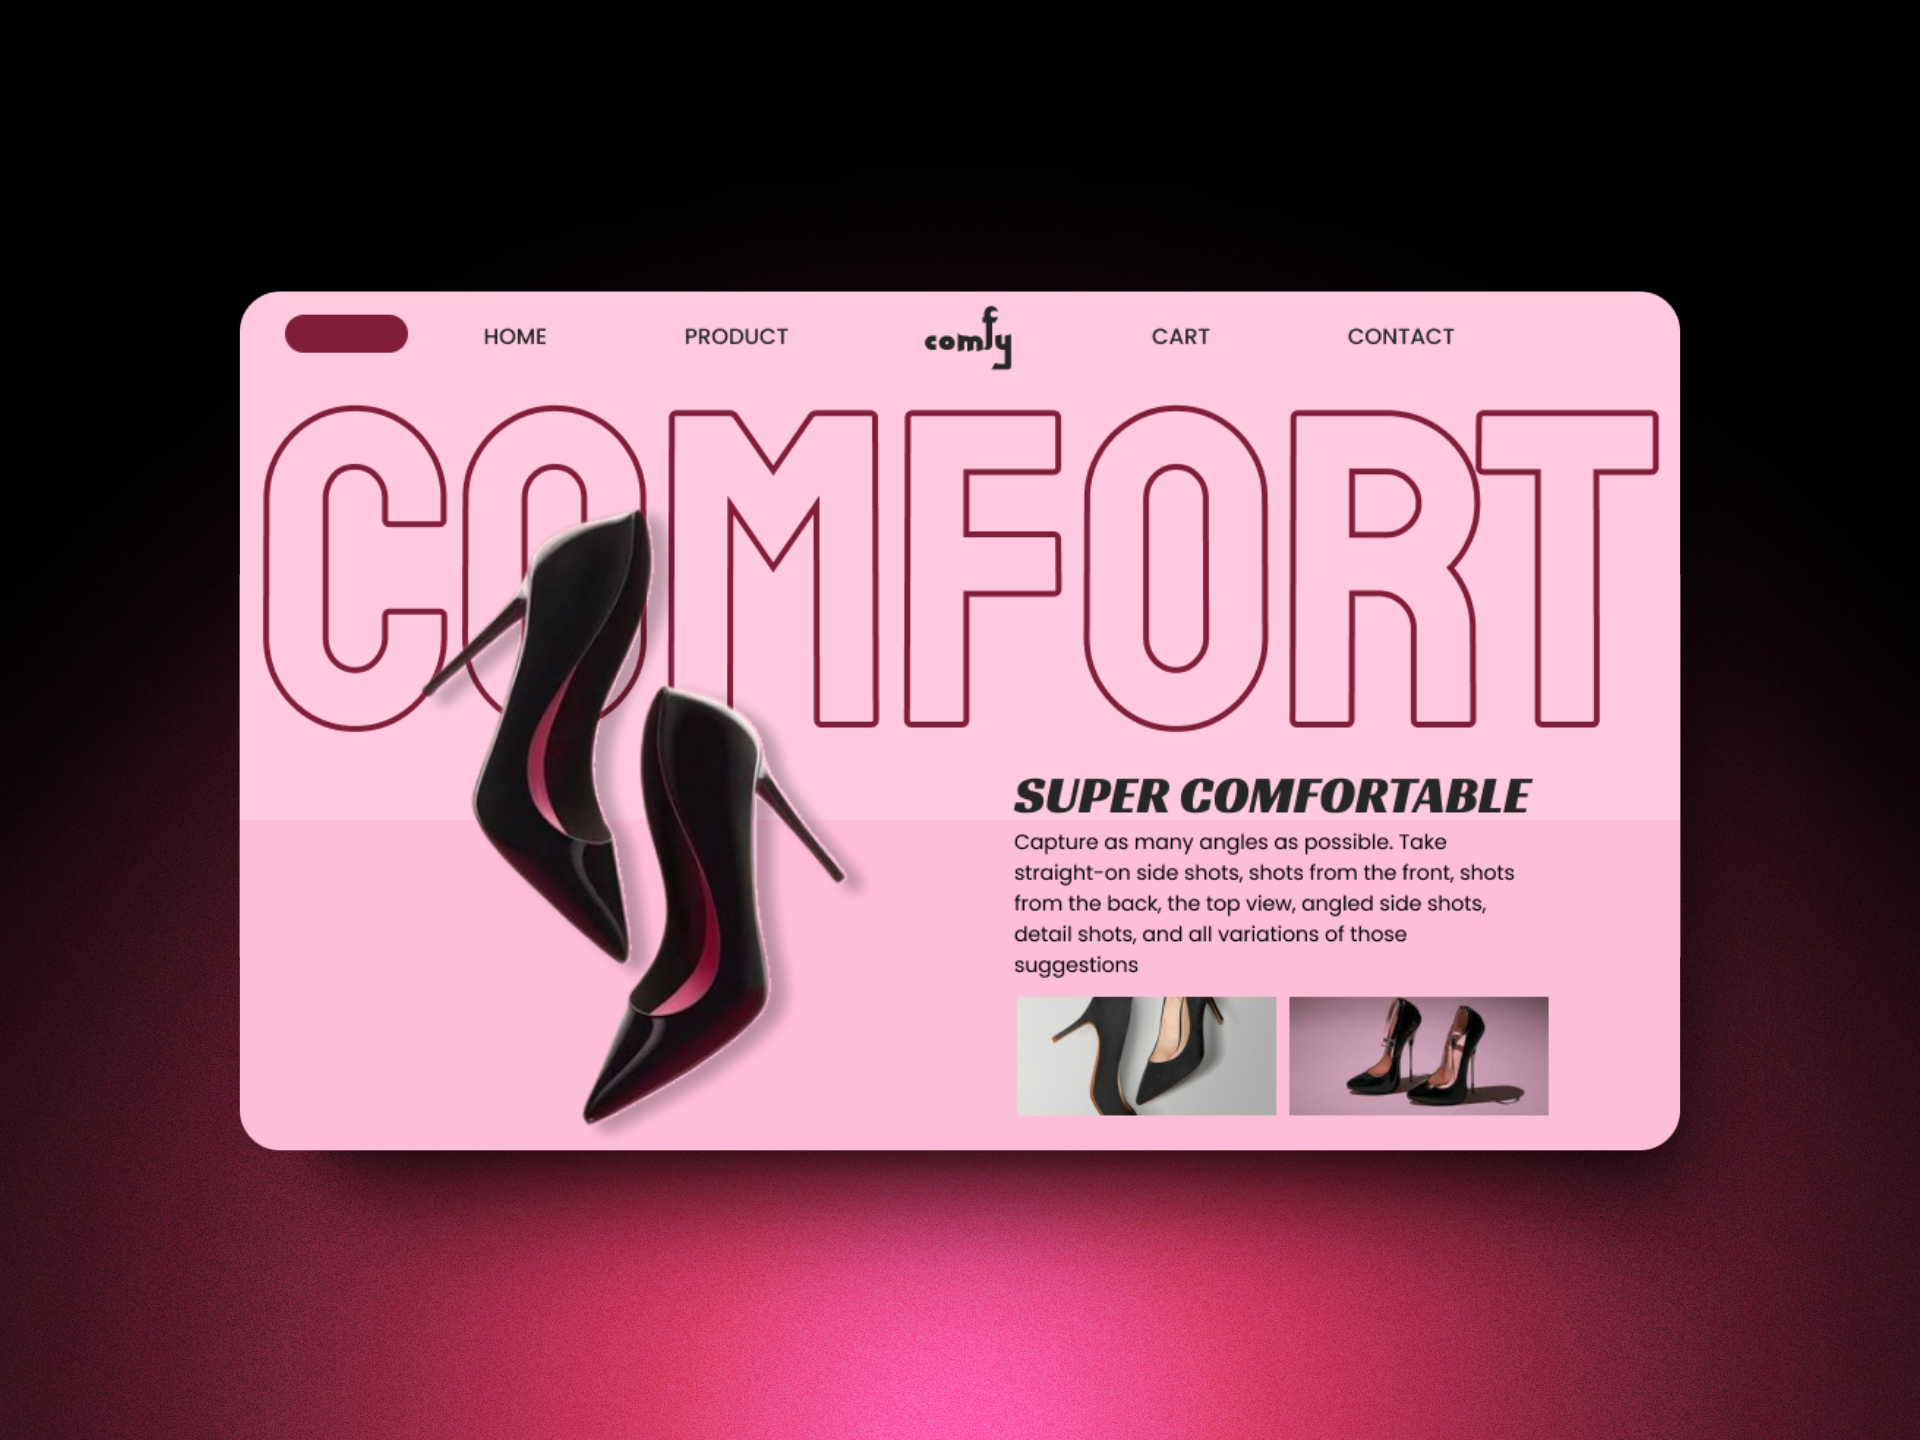 HOME PRODUCT comfy CART CONTACT
COMFORT
SUPER COMFORTABLE
Capture as many angles as possible. Take
straight-on side shots, shots from the front, shots
from the back, the top view, angled side shots,
detail shots, and all variations of those
suggestions